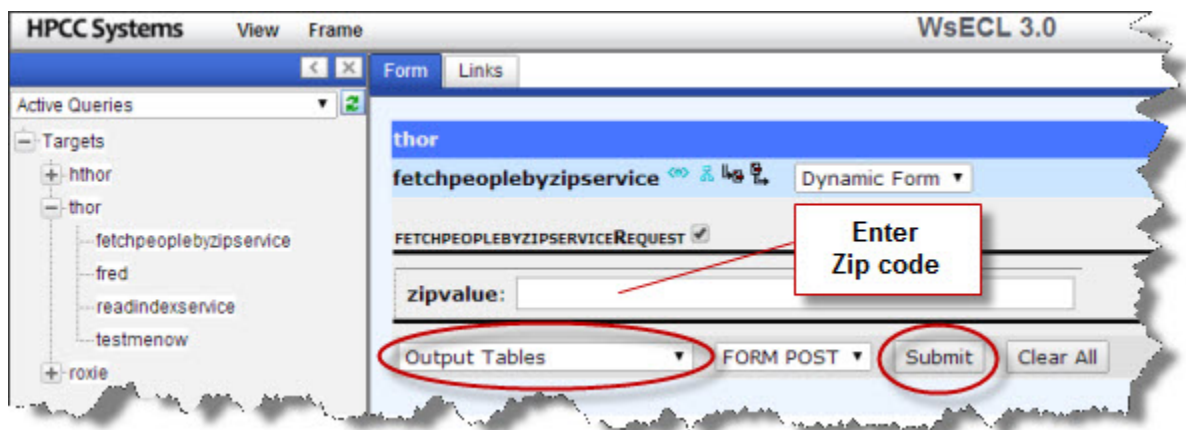 HPCC Systems View Frame WsECL 3.0
Form Links
Active Queries
Targets
hthor
thor
fetchpeoplebyzipservice
fred
readindexservice
testmenow
roxie
thor
fetchpeoplebyzipservice Dynamic Form
FETCHPEOPLEBYZIPSERVICEREQUEST
Enter
Zip code
zipvalue:
Output Tables FORM POST Submit Clear All